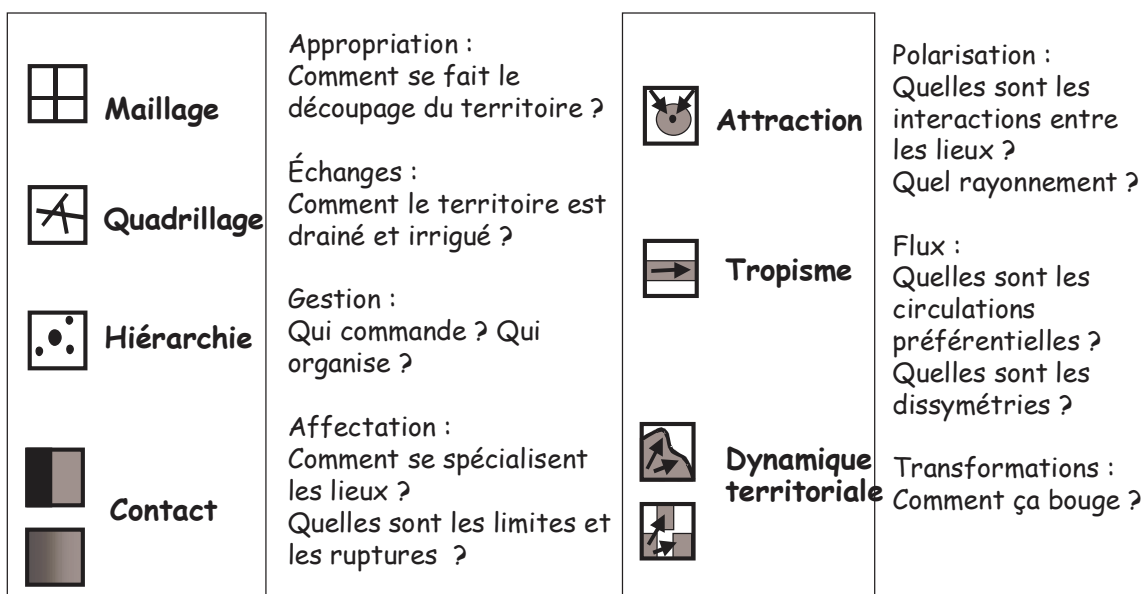 Maillage
Appropriation :
Comment se fait le
découpage du territoire ?
Quadrillage
Échanges :
Comment le territoire est
drainé et irrigué ?
Hiérarchie
Gestion :
Qui commande ? Qui
organise ?
Contact
Affectation :
Comment se spécialisent
les lieux ?
Quelles sont les limites et
les ruptures ?
Attraction
Polarisation :
Quelles sont les
interactions entre
les lieux ?
Quel rayonnement ?
Tropisme
Flux :
Quelles sont les
circulations
préférentielles ?
Quelles sont les
dissymétries ?
Dynamique
territoriale
Transformations :
Comment ça bouge ?